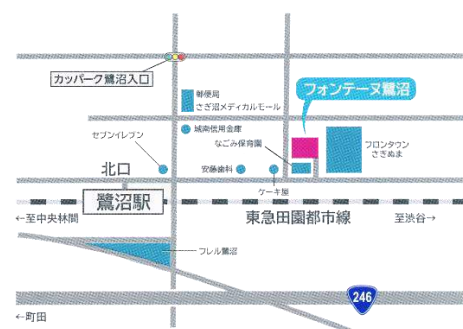 カッパーク鷺沼入口
郵便局
さぎ沼メディカルモール
フォンテーヌ鷺沼
城南信用金庫
セブンイレブン
なごみ保育園
フロンタウン
さぎぬま
北口
安藤歯科
ケーキ屋
鷺沼駅
←至中央林間
東急田園都市線
至渋谷→
フレル鷺沼
246
←町田